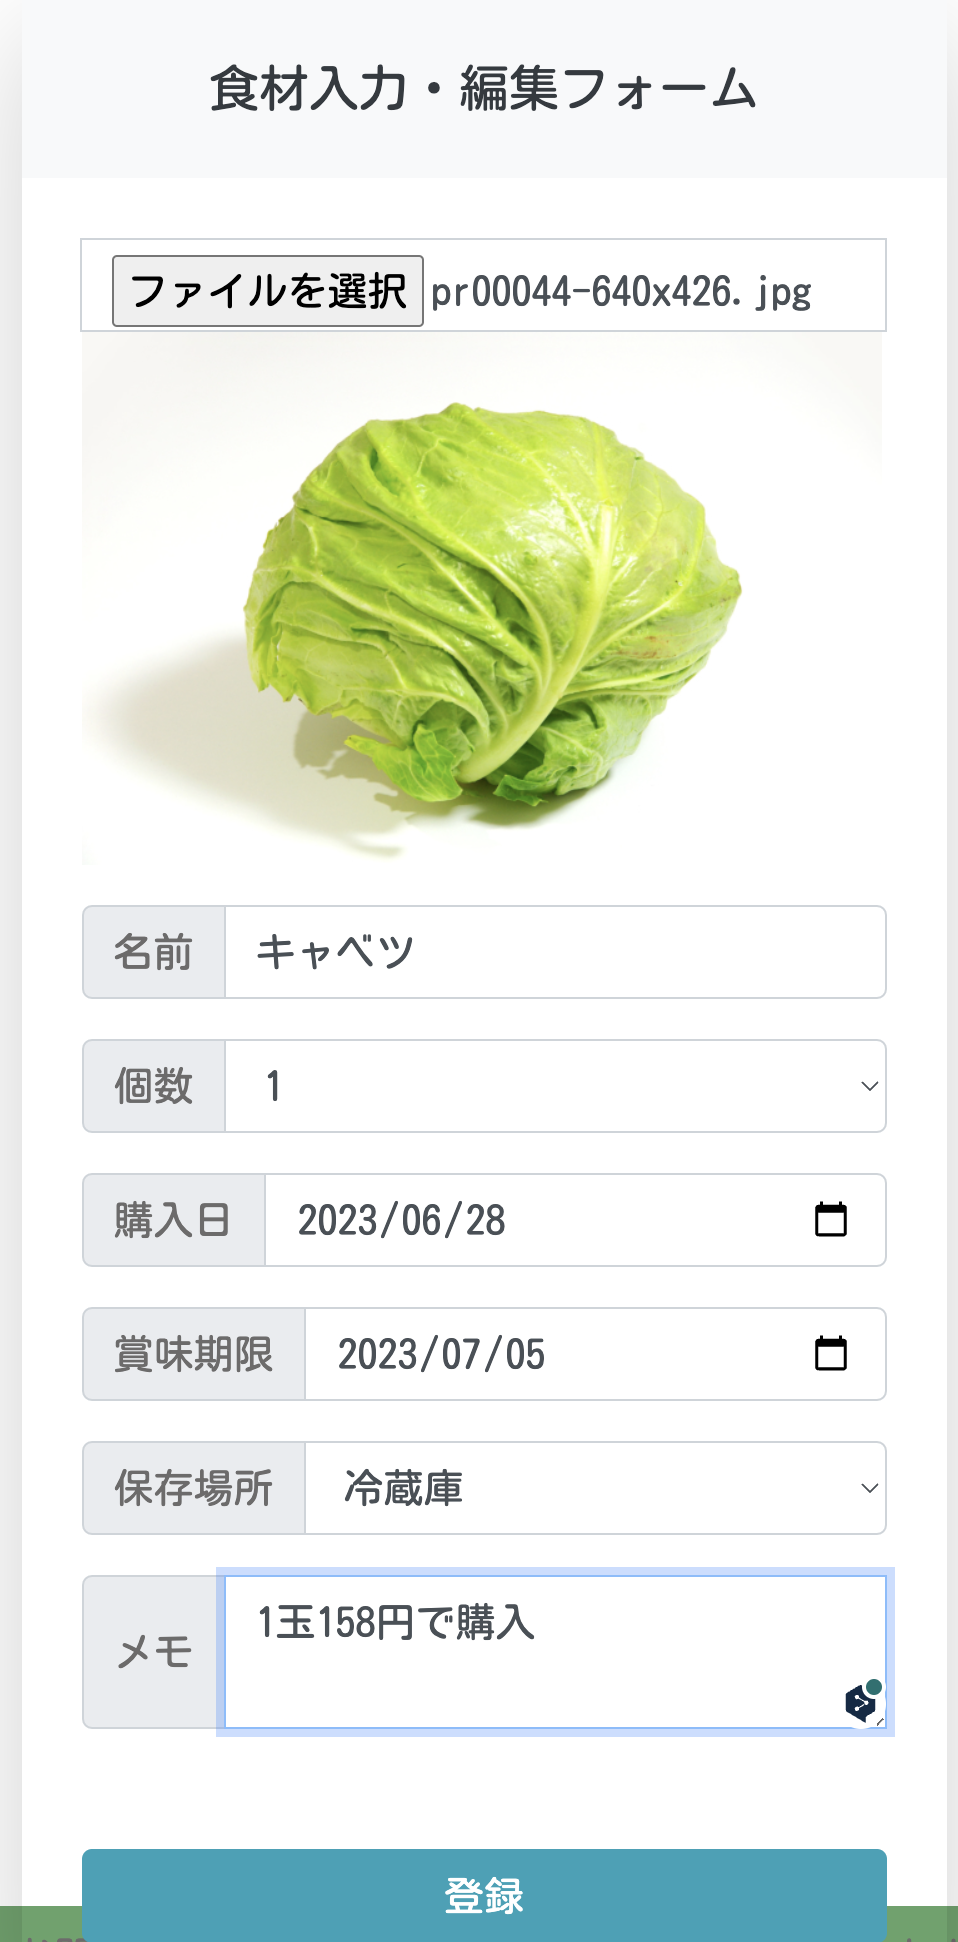 食材入力・編集フォーム
ファイルを選択 pr00044-640x426.jpg
名前 キャベツ
個数 1
購入日 2023/06/28
賞味期限 2023/07/05
保存場所 冷蔵庫
メモ 1玉158円で購入
登録